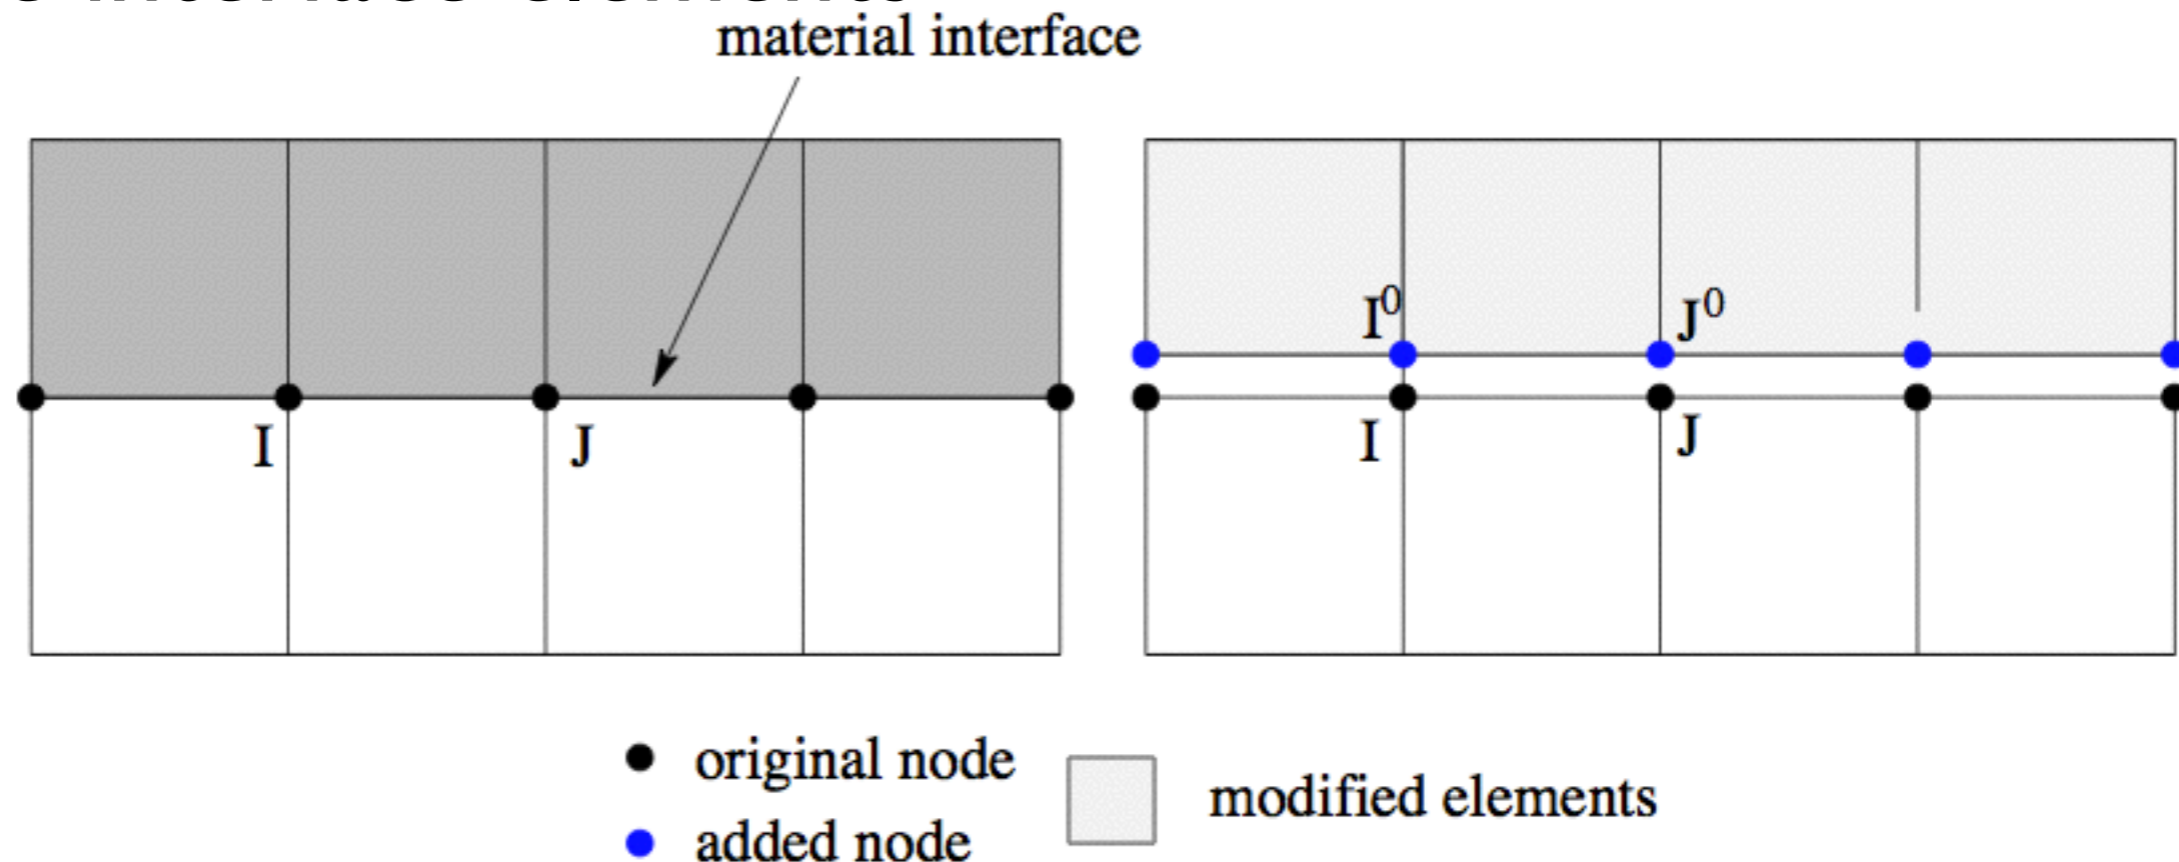 material interface
I⁰
J⁰
I
J
I
J
original node
modified elements
added node